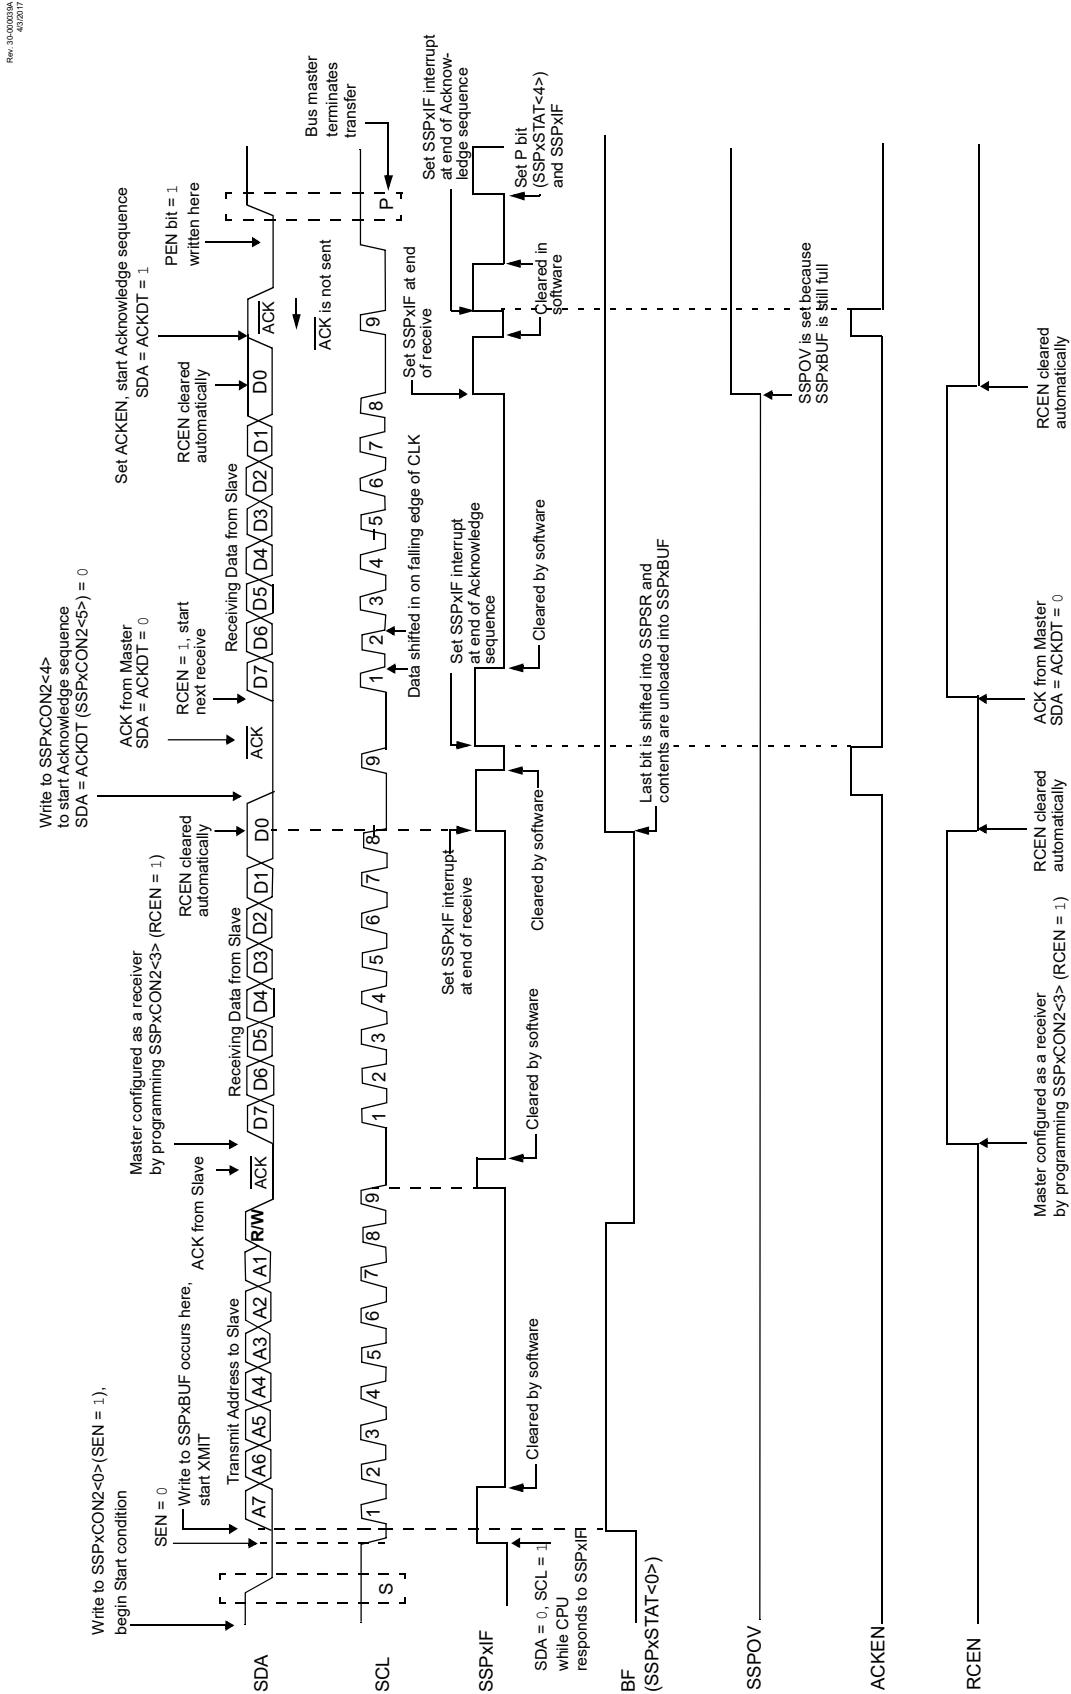 Rev. 30-000039A
4/3/2017
Write to SSPxCON2<0>(SEN = 1),
begin Start condition
SEN = 0
Write to SSPxBUF occurs here,
start XMIT
ACK from Slave
Master configured as a receiver
by programming SSPxCON2<3> (RCEN = 1)
RCEN cleared
automatically
Write to SSPxCON2<4>
to start Acknowledge sequence
SDA = ACKDT (SSPxCON2<5>) = 0
ACK from Master
SDA = ACKDT = 0
RCEN = 1, start
next receive
RCEN cleared
automatically
Set ACKEN, start Acknowledge sequence
SDA = ACKDT = 1
PEN bit = 1
written here
Transmit Address to Slave
Receiving Data from Slave
Receiving Data from Slave
SDA
A7 A6 A5 A4 A3 A2 A1 R/W ACK D7 D6 D5 D4 D3 D2 D1 D0 ACK D7 D6 D5 D4 D3 D2 D1 D0 ACK
ACK is not sent
Bus master
terminates
transfer
SCL
S 1 2 3 4 5 6 7 8 9 1 2 3 4 5 6 7 8 9 1 2 3 4 5 6 7 8 9 P
Data shifted in on falling edge of CLK
Set SSPxIF interrupt
at end of receive
Set SSPxIF interrupt
at end of Acknowledge
sequence
Set SSPxIF at end
of receive
Set SSPxIF interrupt
at end of Acknow-
ledge sequence
SSPxIF
SDA = 0, SCL = 1
while CPU
responds to SSPxIF
Cleared by software
Cleared by software
Cleared by software
Cleared by software
Cleared in
software
Set P bit
(SSPxSTAT<4>)
and SSPxIF
BF
(SSPxSTAT<0>)
Last bit is shifted into SSPSR and
contents are unloaded into SSPxBUF
SSPOV
SSPOV is set because
SSPxBUF is still full
ACKEN
RCEN
Master configured as a receiver
by programming SSPxCON2<3> (RCEN = 1)
RCEN cleared
automatically
ACK from Master
SDA = ACKDT = 0
RCEN cleared
automatically